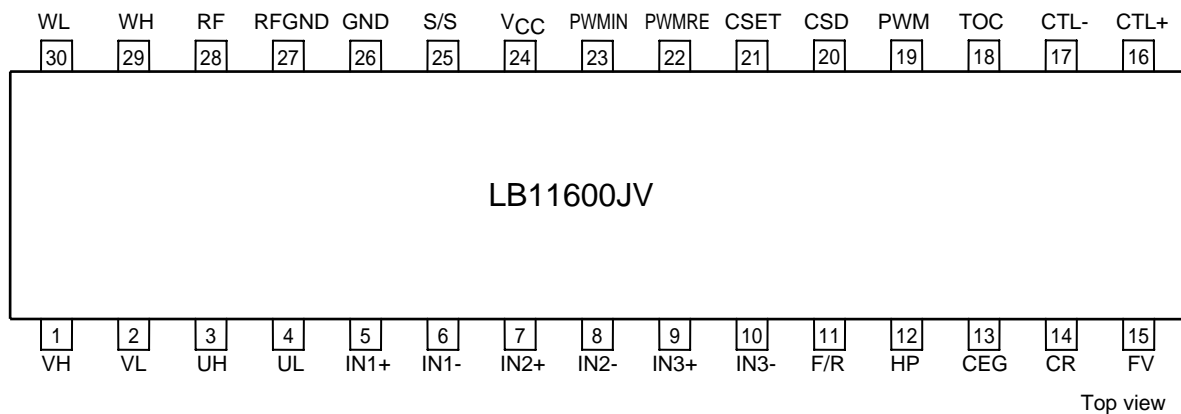 WL WH RF RFGND GND S/S VCC PWMIN PWMRE CSET CSD PWM TOC CTL- CTL+
30 29 28 27 26 25 24 23 22 21 20 19 18 17 16
LB11600JV
1 2 3 4 5 6 7 8 9 10 11 12 13 14 15
VH VL UH UL IN1+ IN1- IN2+ IN2- IN3+ IN3- F/R HP CEG CR FV
Top view